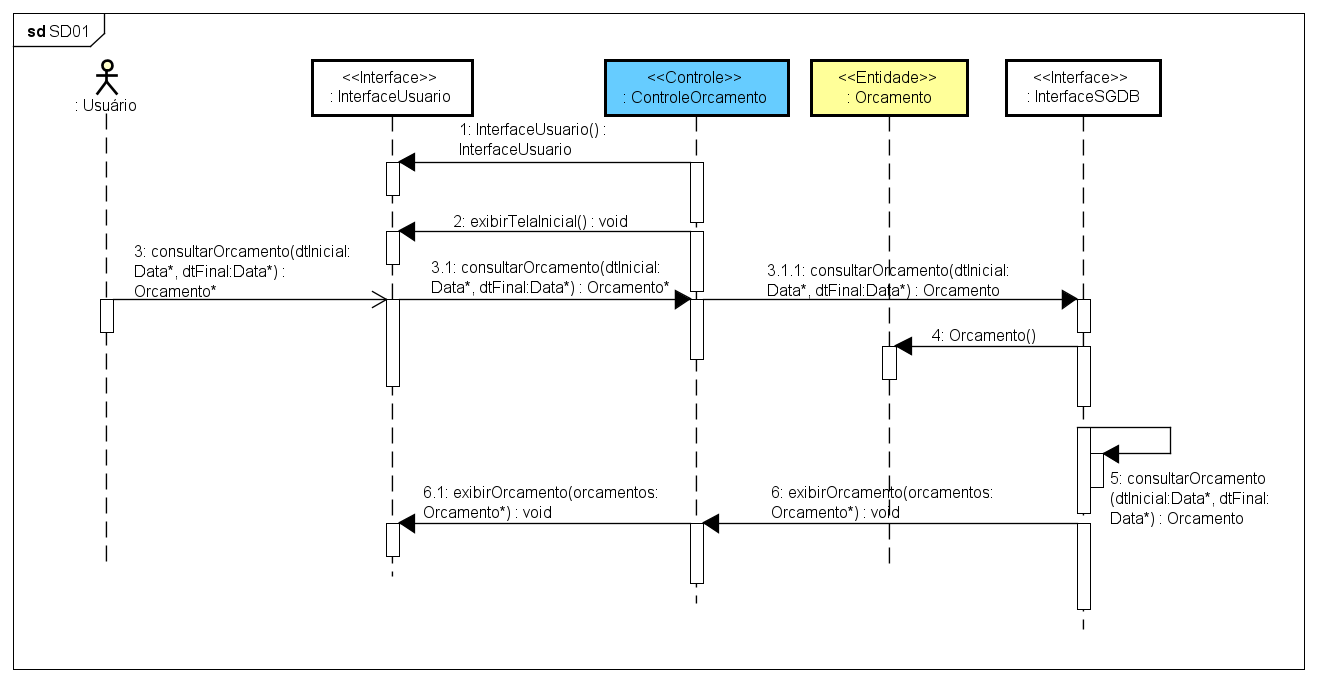 sd SD01
: Usuário
<<Interface>>
: InterfaceUsuario
<<Controle>>
: ControleOrcamento
<<Entidade>>
: Orcamento
<<Interface>>
: InterfaceSGDB
1: InterfaceUsuario() :
InterfaceUsuario
2: exibirTelaInicial() : void
3: consultarOrcamento(dtInicial:
Data*, dtFinal:Data*) :
Orcamento*
3.1: consultarOrcamento(dtInicial:
Data*, dtFinal:Data*) : Orcamento*
3.1.1: consultarOrcamento(dtInicial:
Data*, dtFinal:Data*) : Orcamento
4: Orcamento()
5: consultarOrcamento
(dtInicial:Data*, dtFinal:
Data*) : Orcamento
6.1: exibirOrcamento(orcamentos:
Orcamento*) : void
6: exibirOrcamento(orcamentos:
Orcamento*) : void